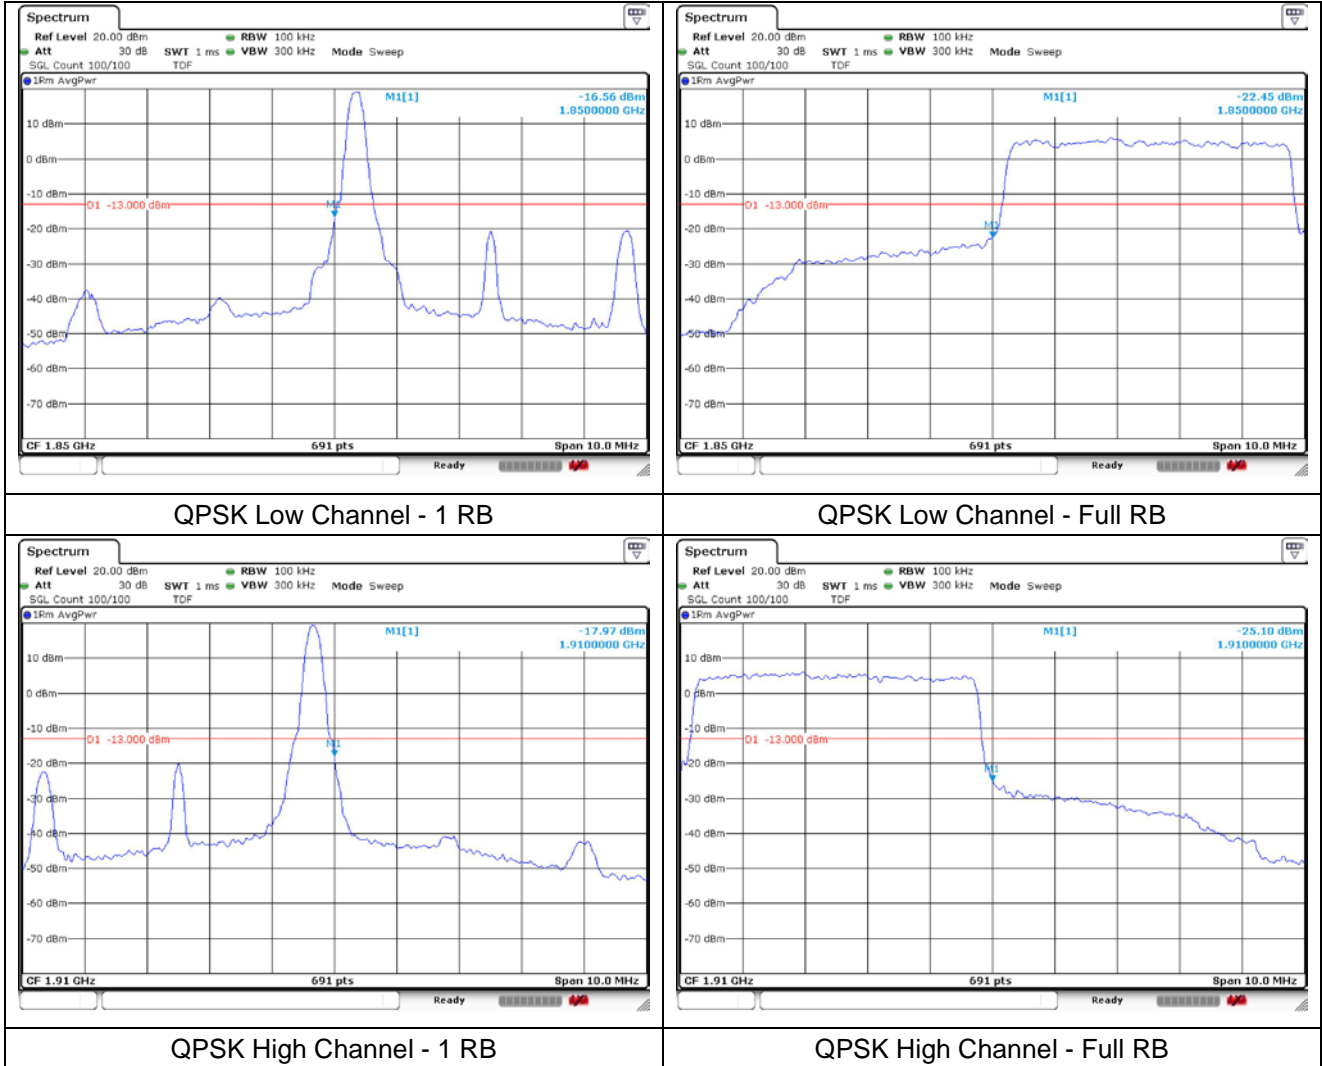 Spectrum
Ref Level 20.00 dBm RBW 100 kHz
Att 30 dB SWT 1 ms VBW 300 kHz Mode Sweep
SGL Count 100/100 TDF
1Rm AvgPwr
M1[1] -16.56 dBm
1.8500000 GHz
10 dBm
0 dBm
-10 dBm
D1 -13.000 dBm
M1
-20 dBm
-30 dBm
-40 dBm
-50 dBm
-60 dBm
-70 dBm
CF 1.85 GHz 691 pts Span 10.0 MHz
Ready
QPSK Low Channel - 1 RB
Spectrum
Ref Level 20.00 dBm RBW 100 kHz
Att 30 dB SWT 1 ms VBW 300 kHz Mode Sweep
SGL Count 100/100 TDF
1Rm AvgPwr
M1[1] -22.45 dBm
1.8500000 GHz
10 dBm
0 dBm
-10 dBm
D1 -13.000 dBm
-20 dBm
M1
-30 dBm
-40 dBm
-50 dBm
-60 dBm
-70 dBm
CF 1.85 GHz 691 pts Span 10.0 MHz
Ready
QPSK Low Channel - Full RB
Spectrum
Ref Level 20.00 dBm RBW 100 kHz
Att 30 dB SWT 1 ms VBW 300 kHz Mode Sweep
SGL Count 100/100 TDF
1Rm AvgPwr
M1[1] -17.97 dBm
1.9100000 GHz
10 dBm
0 dBm
-10 dBm
D1 -13.000 dBm
M1
-20 dBm
-30 dBm
-40 dBm
-50 dBm
-60 dBm
-70 dBm
CF 1.91 GHz 691 pts Span 10.0 MHz
Ready
QPSK High Channel - 1 RB
Spectrum
Ref Level 20.00 dBm RBW 100 kHz
Att 30 dB SWT 1 ms VBW 300 kHz Mode Sweep
SGL Count 100/100 TDF
1Rm AvgPwr
M1[1] -25.10 dBm
1.9100000 GHz
10 dBm
0 dBm
-10 dBm
D1 -13.000 dBm
-20 dBm
M1
-30 dBm
-40 dBm
-50 dBm
-60 dBm
-70 dBm
CF 1.91 GHz 691 pts Span 10.0 MHz
Ready
QPSK High Channel - Full RB